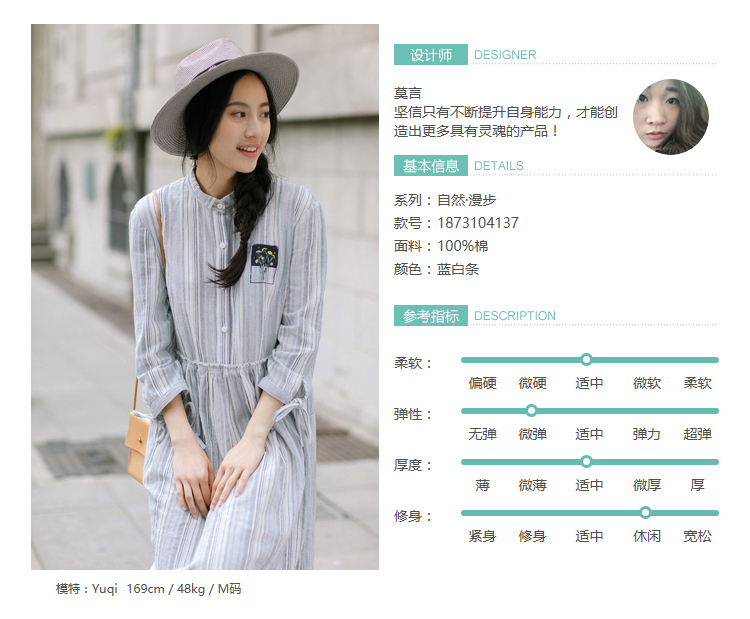 设计师 DESIGNER
莫言
坚信只有不断提升自身能力，才能创
造出更多具有灵魂的产品！
基本信息 DETAILS
系列：自然·漫步
款号：1873104137
面料：100%棉
颜色：蓝白条
参考指标 DESCRIPTION
柔软：
偏硬 微硬 适中 微软 柔软
弹性：
无弹 微弹 适中 弹力 超弹
厚度：
薄 微薄 适中 微厚 厚
修身：
紧身 修身 适中 休闲 宽松
模特：Yuqi 169cm / 48kg / M码